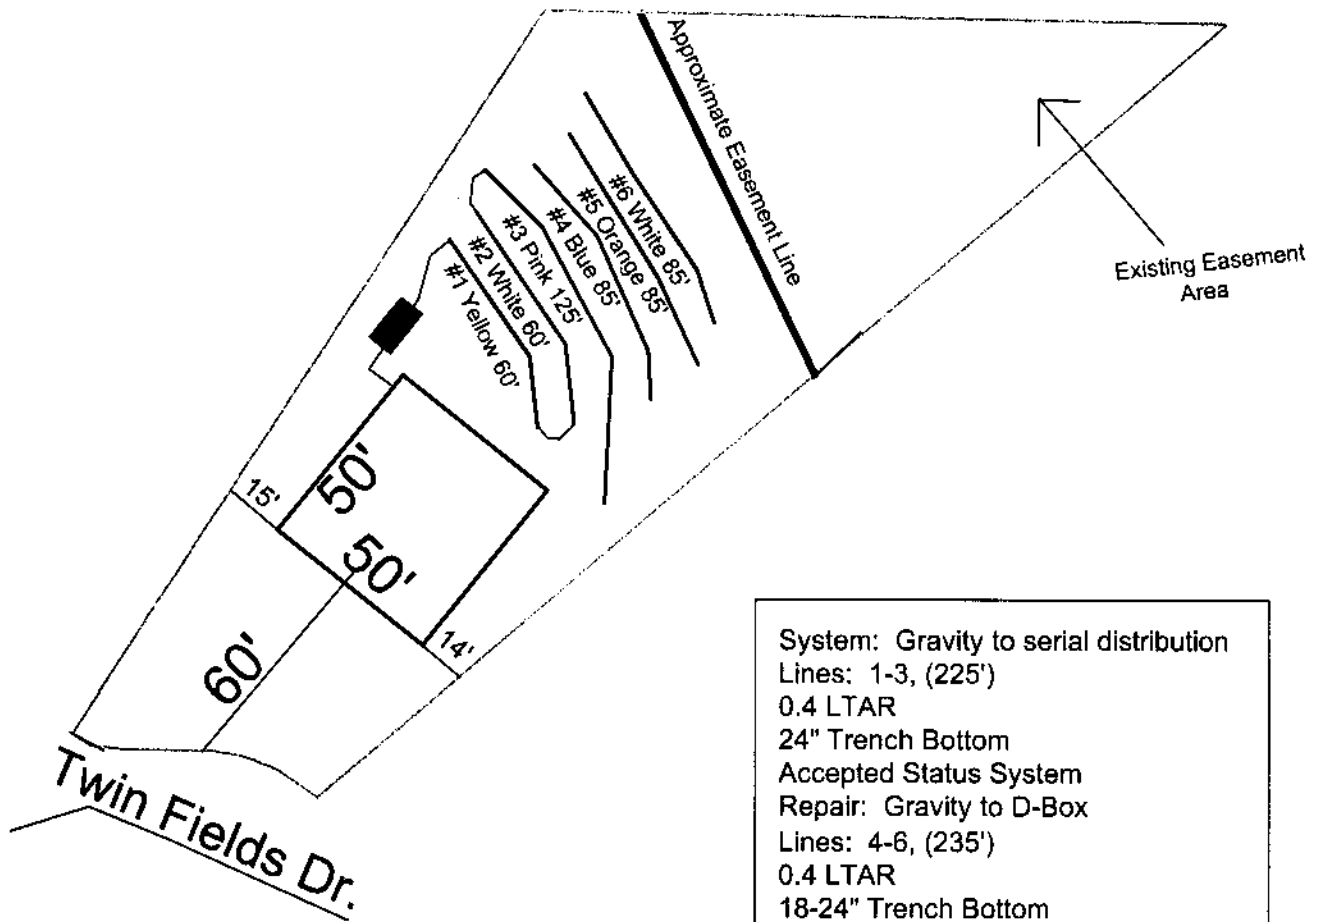 Approximate Easement Line
Existing Easement
Area
#6 White 85'
#5 Orange 85'
#4 Blue 85'
#3 Pink 125'
#2 White 60'
#1 Yellow 60'
50'
15'
50'
14'
60'
Twin Fields Dr.
System: Gravity to serial distribution
Lines: 1-3, (225')
0.4 LTAR
24" Trench Bottom
Accepted Status System
Repair: Gravity to D-Box
Lines: 4-6, (235')
0.4 LTAR
18-24" Trench Bottom